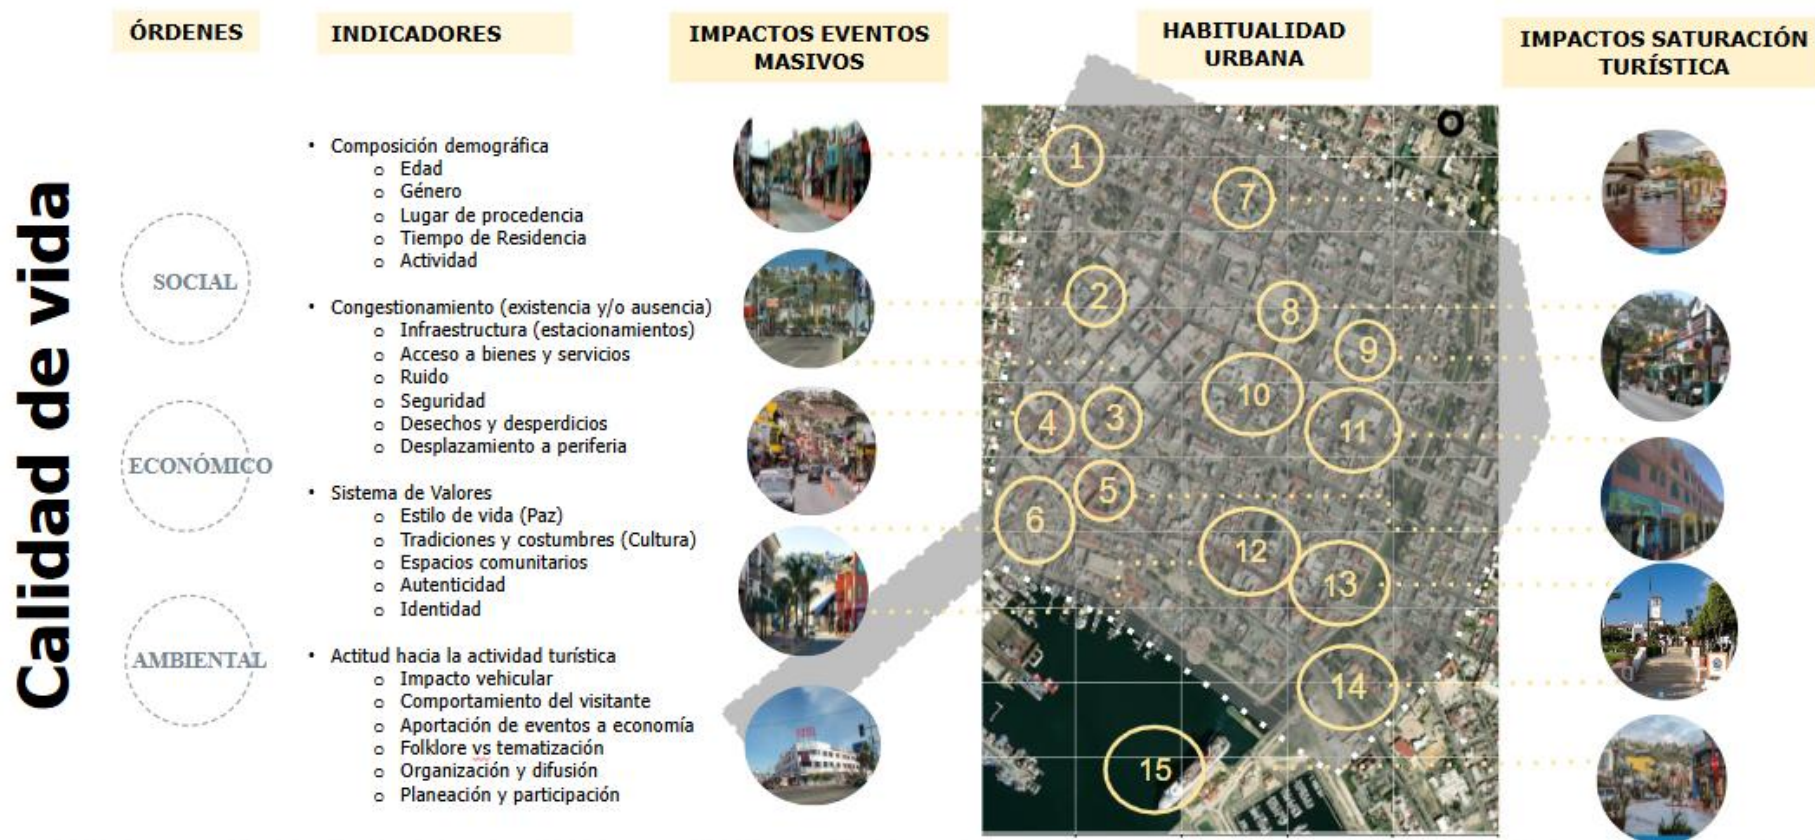 Calidad de vida
ÓRDENES
SOCIAL
ECONÓMICO
AMBIENTAL
INDICADORES
• Composición demográfica
o Edad
o Género
o Lugar de procedencia
o Tiempo de Residencia
o Actividad
• Congestionamiento (existencia y/o ausencia)
o Infraestructura (estacionamientos)
o Acceso a bienes y servicios
o Ruido
o Seguridad
o Desechos y desperdicios
o Desplazamiento a periferia
• Sistema de Valores
o Estilo de vida (Paz)
o Tradiciones y costumbres (Cultura)
o Espacios comunitarios
o Autenticidad
o Identidad
• Actitud hacia la actividad turística
o Impacto vehicular
o Comportamiento del visitante
o Aportación de eventos a economía
o Folklore vs tematización
o Organización y difusión
o Planeación y participación
IMPACTOS EVENTOS
MASIVOS
HABITUALIDAD
URBANA
1
7
2
8
9
10
4
3
11
5
6
12
13
14
15
IMPACTOS SATURACIÓN
TURÍSTICA